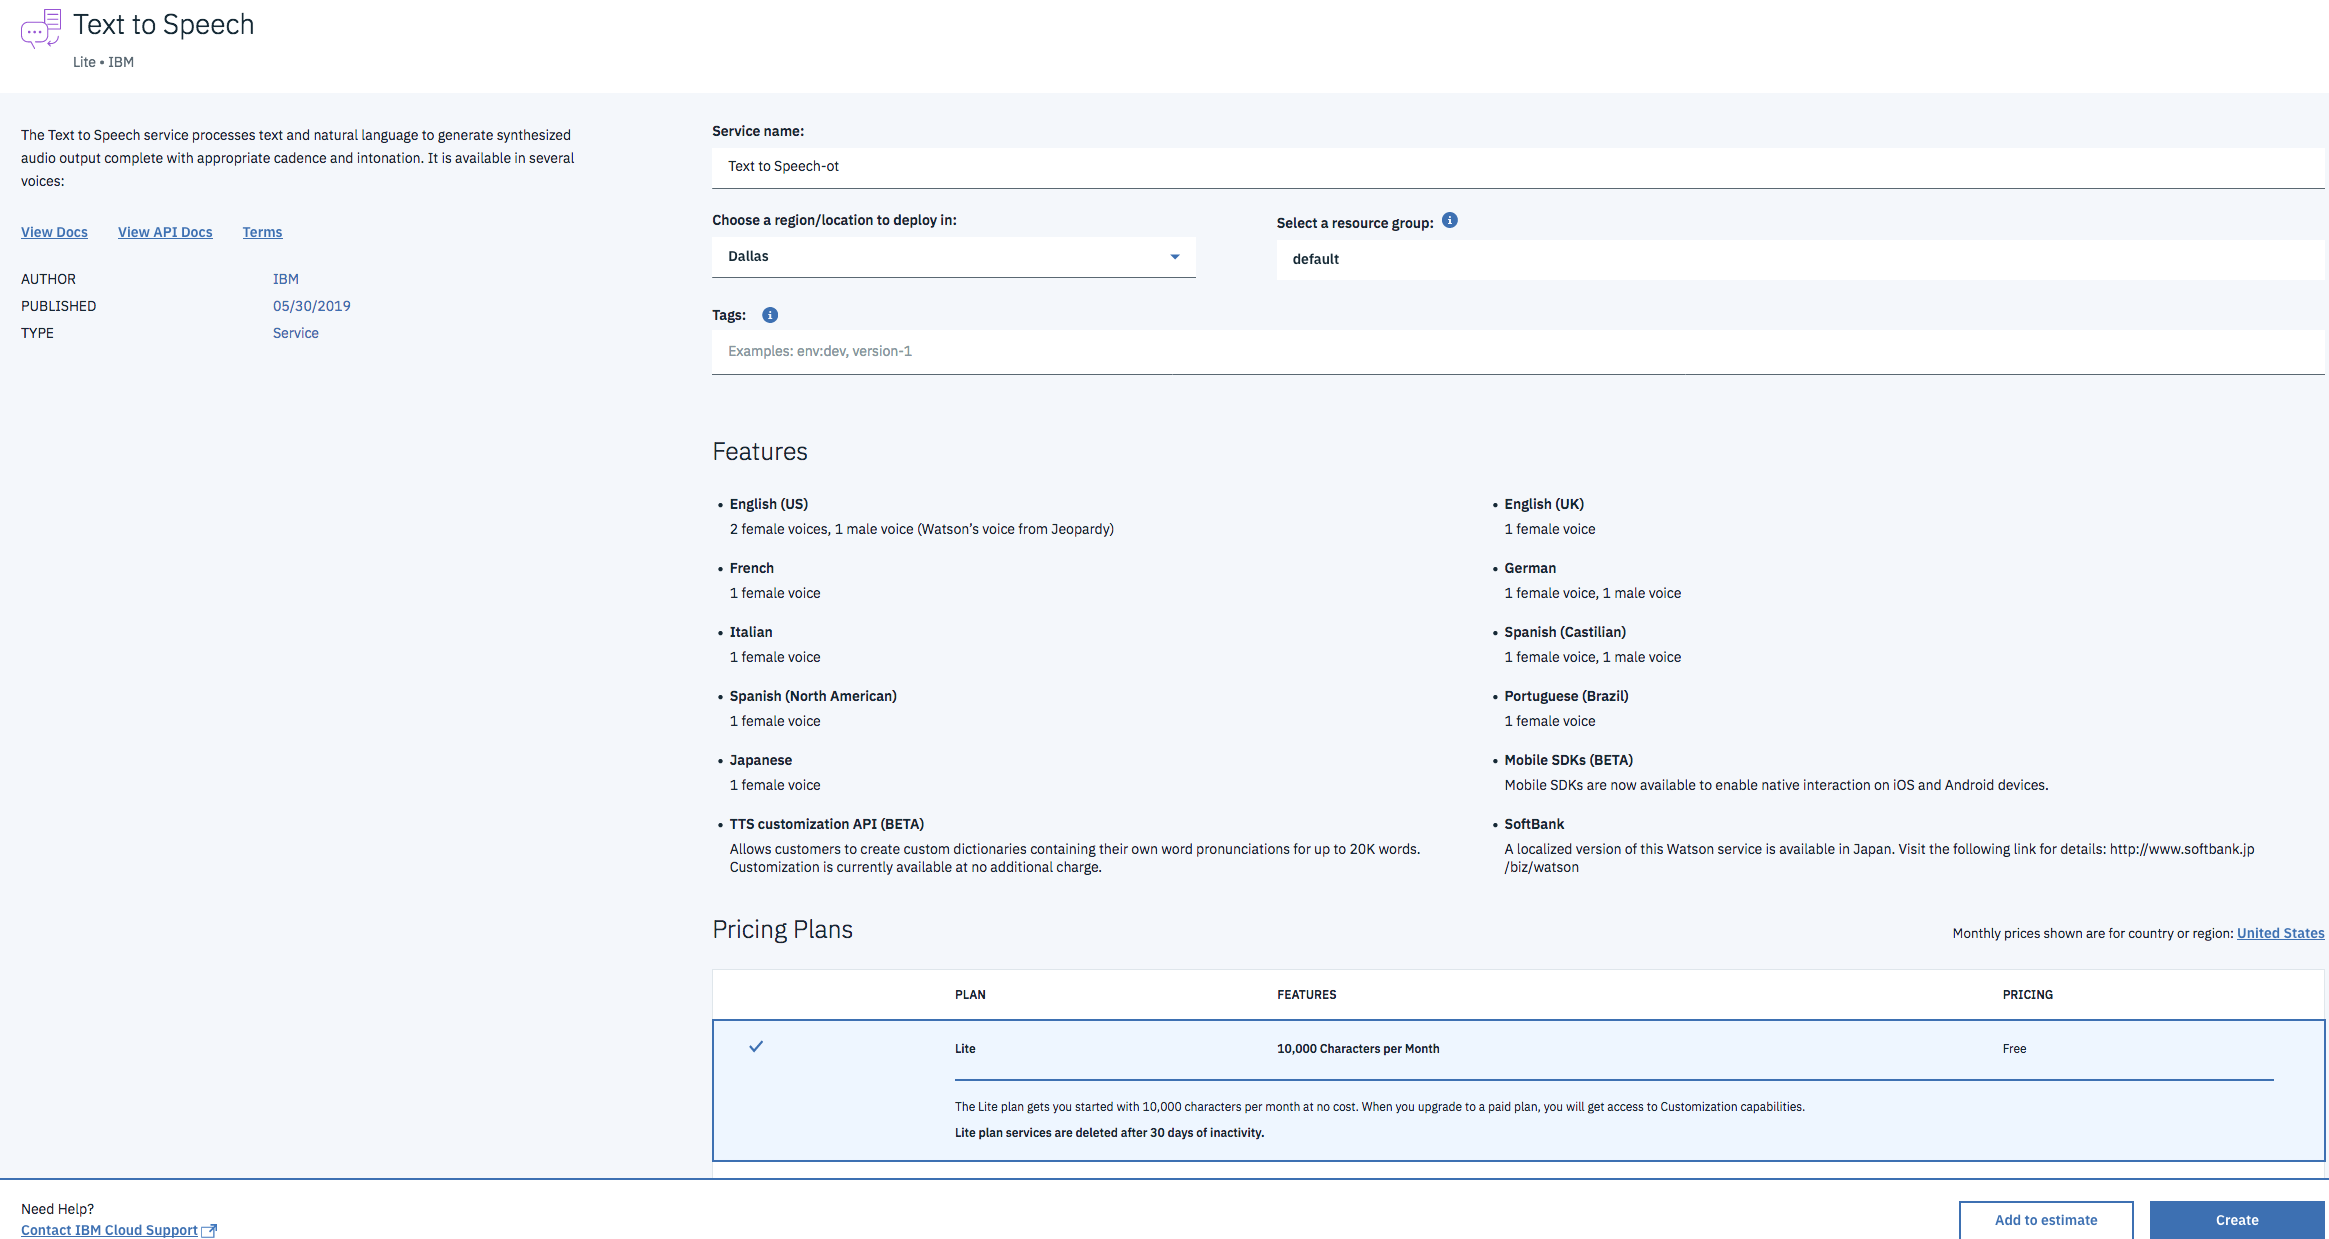 Text to Speech
Lite • IBM
The Text to Speech service processes text and natural language to generate synthesized
audio output complete with appropriate cadence and intonation. It is available in several
voices:
View Docs View API Docs Terms
AUTHOR IBM
PUBLISHED 05/30/2019
TYPE Service
Service name:
Text to Speech-ot
Choose a region/location to deploy in:
Dallas
Select a resource group:
default
Tags:
Examples: env:dev, version-1
Features
• English (US)
2 female voices, 1 male voice (Watson's voice from Jeopardy)
• English (UK)
1 female voice
• French
1 female voice
• German
1 female voice, 1 male voice
• Italian
1 female voice
• Spanish (Castilian)
1 female voice, 1 male voice
• Spanish (North American)
1 female voice
• Portuguese (Brazil)
1 female voice
• Japanese
1 female voice
• Mobile SDKs (BETA)
Mobile SDKs are now available to enable native interaction on iOS and Android devices.
• TTS customization API (BETA)
Allows customers to create custom dictionaries containing their own word pronunciations for up to 20K words.
Customization is currently available at no additional charge.
• SoftBank
A localized version of this Watson service is available in Japan. Visit the following link for details: http://www.softbank.jp
/biz/watson
Pricing Plans
Monthly prices shown are for country or region: United States
PLAN FEATURES PRICING
Lite 10,000 Characters per Month Free
The Lite plan gets you started with 10,000 characters per month at no cost. When you upgrade to a paid plan, you will get access to Customization capabilities.
Lite plan services are deleted after 30 days of inactivity.
Need Help?
Contact IBM Cloud Support
Add to estimate
Create